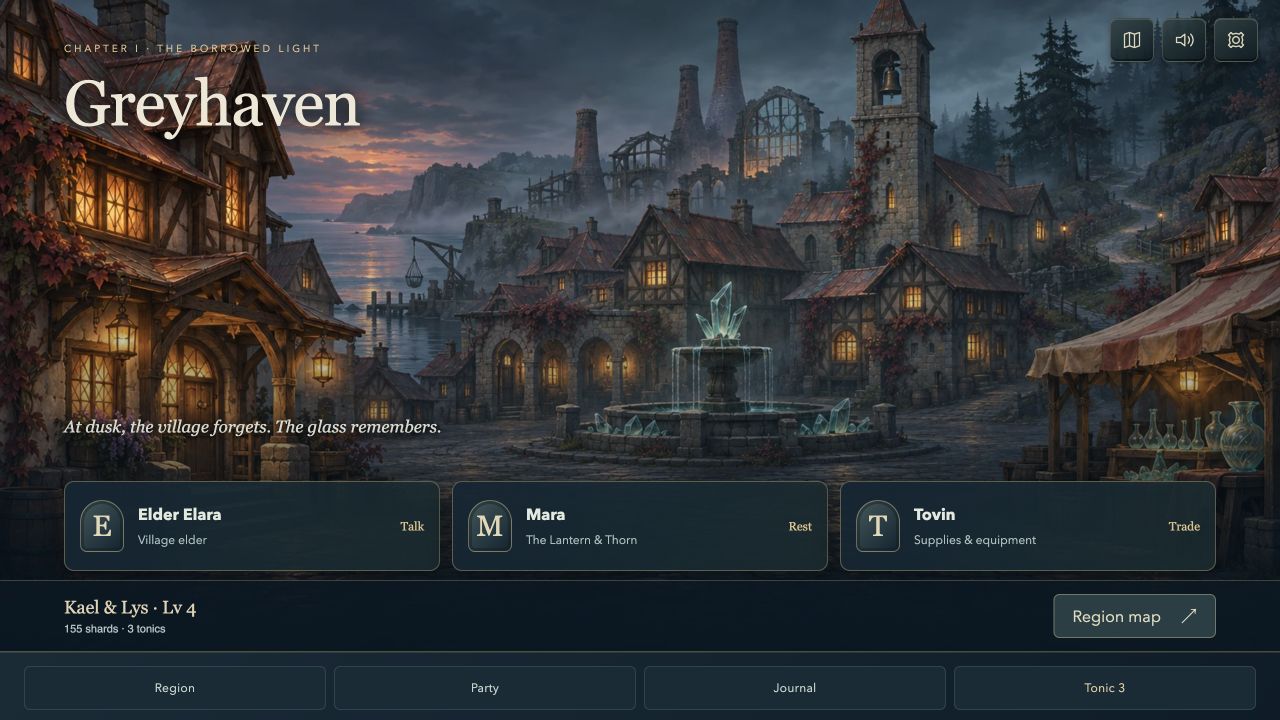 CHAPTER I · THE BORROWED LIGHT
Greyhaven
At dusk, the village forgets. The glass remembers.
E
Elder Elara
Village elder
Talk
M
Mara
The Lantern & Thorn
Rest
T
Tovin
Supplies & equipment
Trade
Kael & Lys · Lv 4
155 shards · 3 tonics
Region map
Region
Party
Journal
Tonic 3